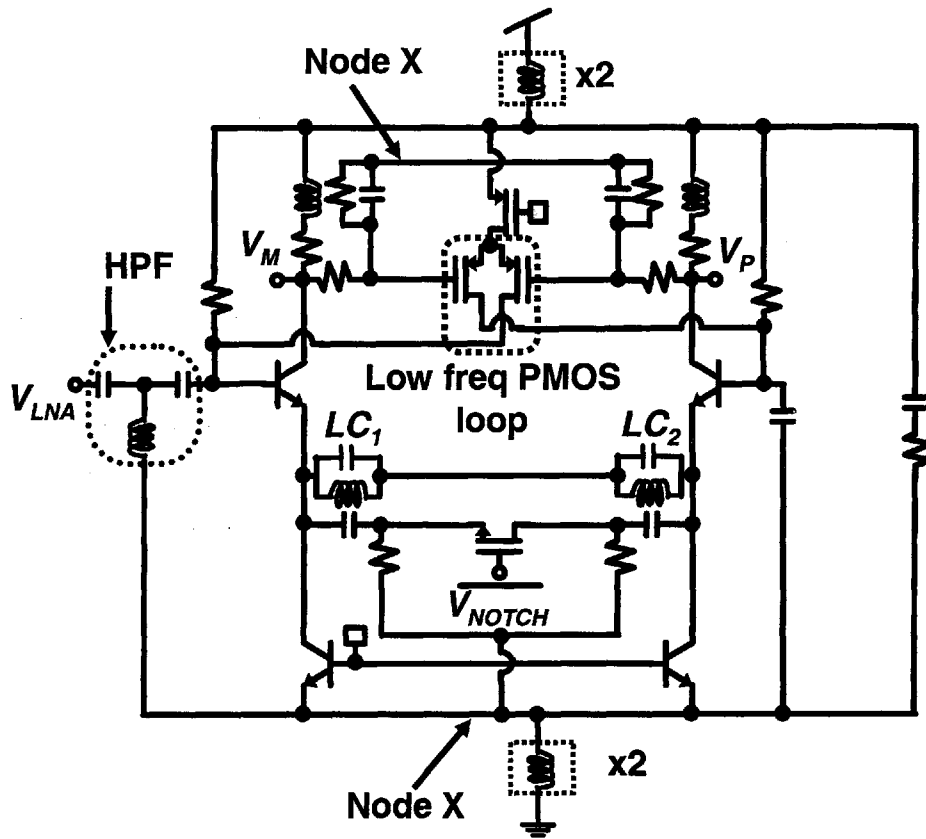 Node X
x2
V_M
V_P
HPF
V_LNA
Low freq PMOS
loop
LC_1
LC_2
V_NOTCH
x2
Node X